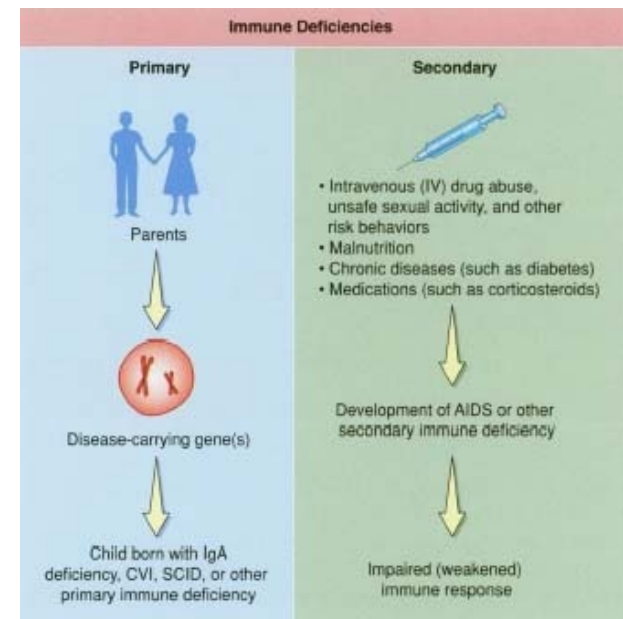 Immune Deficiencies
Primary
Parents
Disease-carrying gene(s)
Child born with IgA
deficiency, CVI, SCID, or other
primary immune deficiency
Secondary
• Intravenous (IV) drug abuse,
unsafe sexual activity, and other
risk behaviors
• Malnutrition
• Chronic diseases (such as diabetes)
• Medications (such as corticosteroids)
Development of AIDS or other
secondary immune deficiency
Impaired (weakened)
immune response